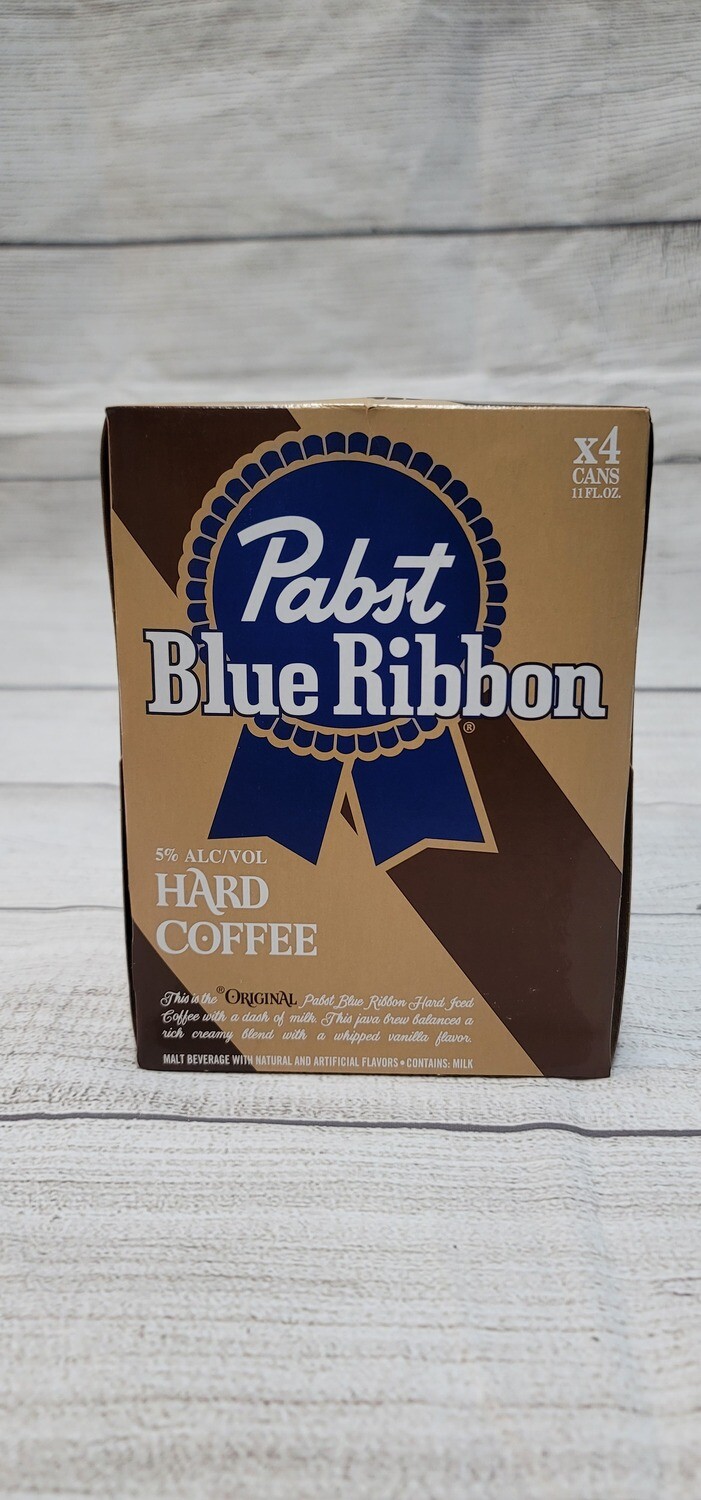 x4
CANS
11 FL.OZ.
Pabst
Blue Ribbon®
5% ALC/VOL
HARD
COFFEE
This is the ®ORIGINAL Pabst Blue Ribbon Hard Iced
Coffee with a dash of milk. This java brew balances a
rich creamy blend with a whipped vanilla flavor.
MALT BEVERAGE WITH NATURAL AND ARTIFICIAL FLAVORS • CONTAINS: MILK